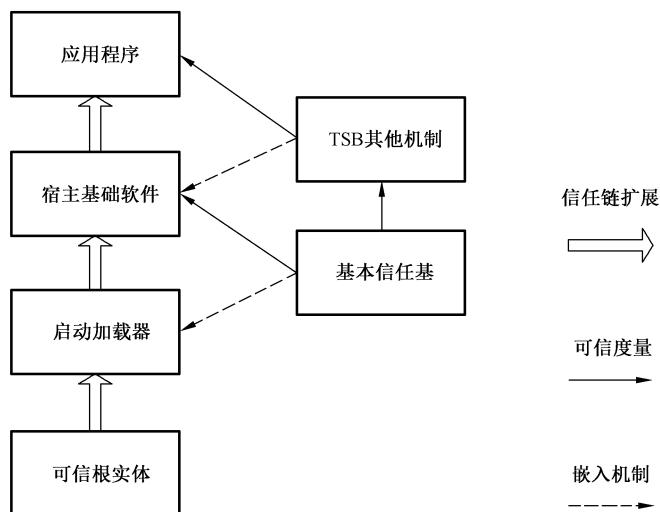 应用程序
TSB其他机制
宿主基础软件
信任链扩展
基本信任基
启动加载器
可信度量
可信根实体
嵌入机制